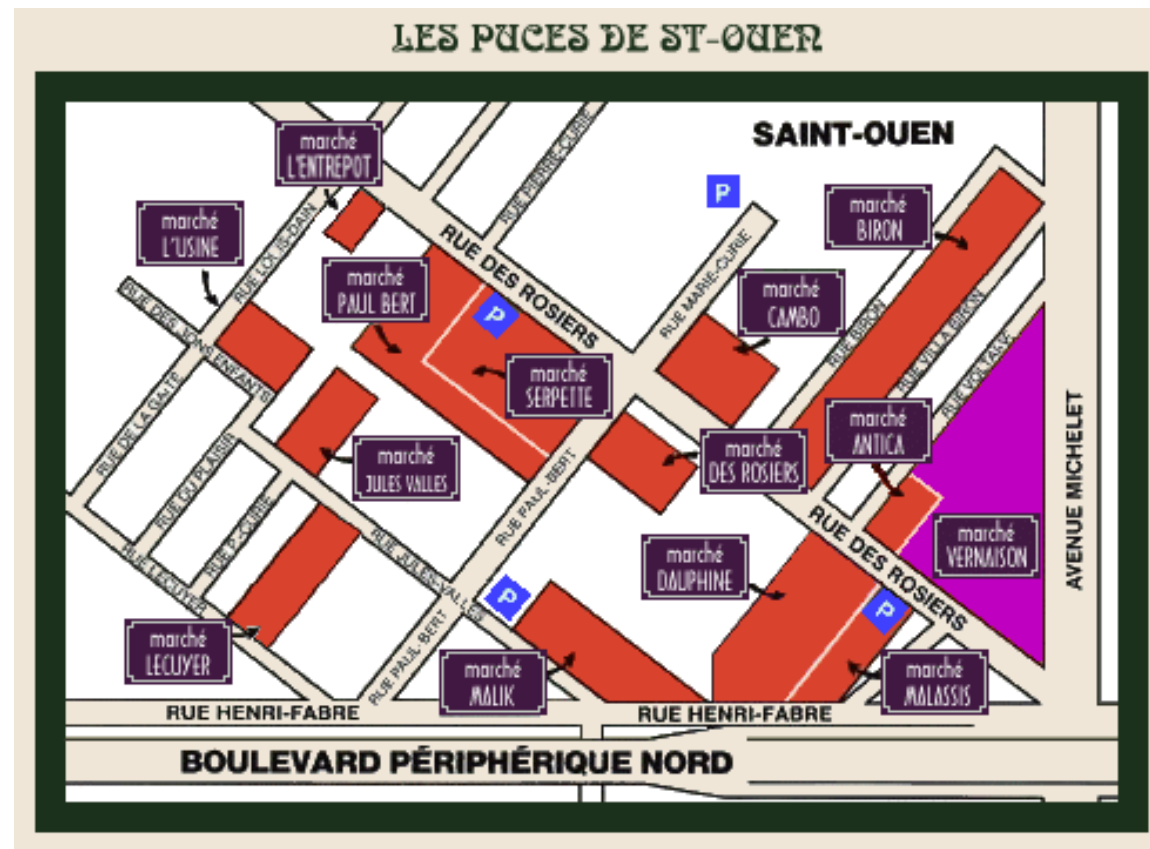 LES PUCES DE ST-OUEN
SAINT-OUEN
marché
L'ENTREPOT
RUE PIERRE-CURIE
P
marché
BIRON
marché
L'USINE
RUE LOUIS-DAIN
RUE DES ROSIERS
RUE MARIE-CURIE
marché
PAUL BERT
P
marché
CAMBO
RUE DES BONS ENFANTS
RUE BIRON
RUE VILLA BIRON
RUE VOLTAIRE
marché
SERPETTE
RUE DE LA GAITE
marché
ANTICA
AVENUE MICHELET
marché
JULES VALLES
marché
DES ROSIERS
RUE DU PLAISIR
RUE P.-CURIE
RUE PAUL-BERT
RUE DES ROSIERS
marché
VERNAISON
RUE LECUYER
RUE JULES-VALLES
marché
DAUPHINE
P
P
marché
LECUYER
RUE PAUL-BERT
marché
MALIK
marché
MALASSIS
RUE HENRI-FABRE
RUE HENRI-FABRE
BOULEVARD PÉRIPHÉRIQUE NORD